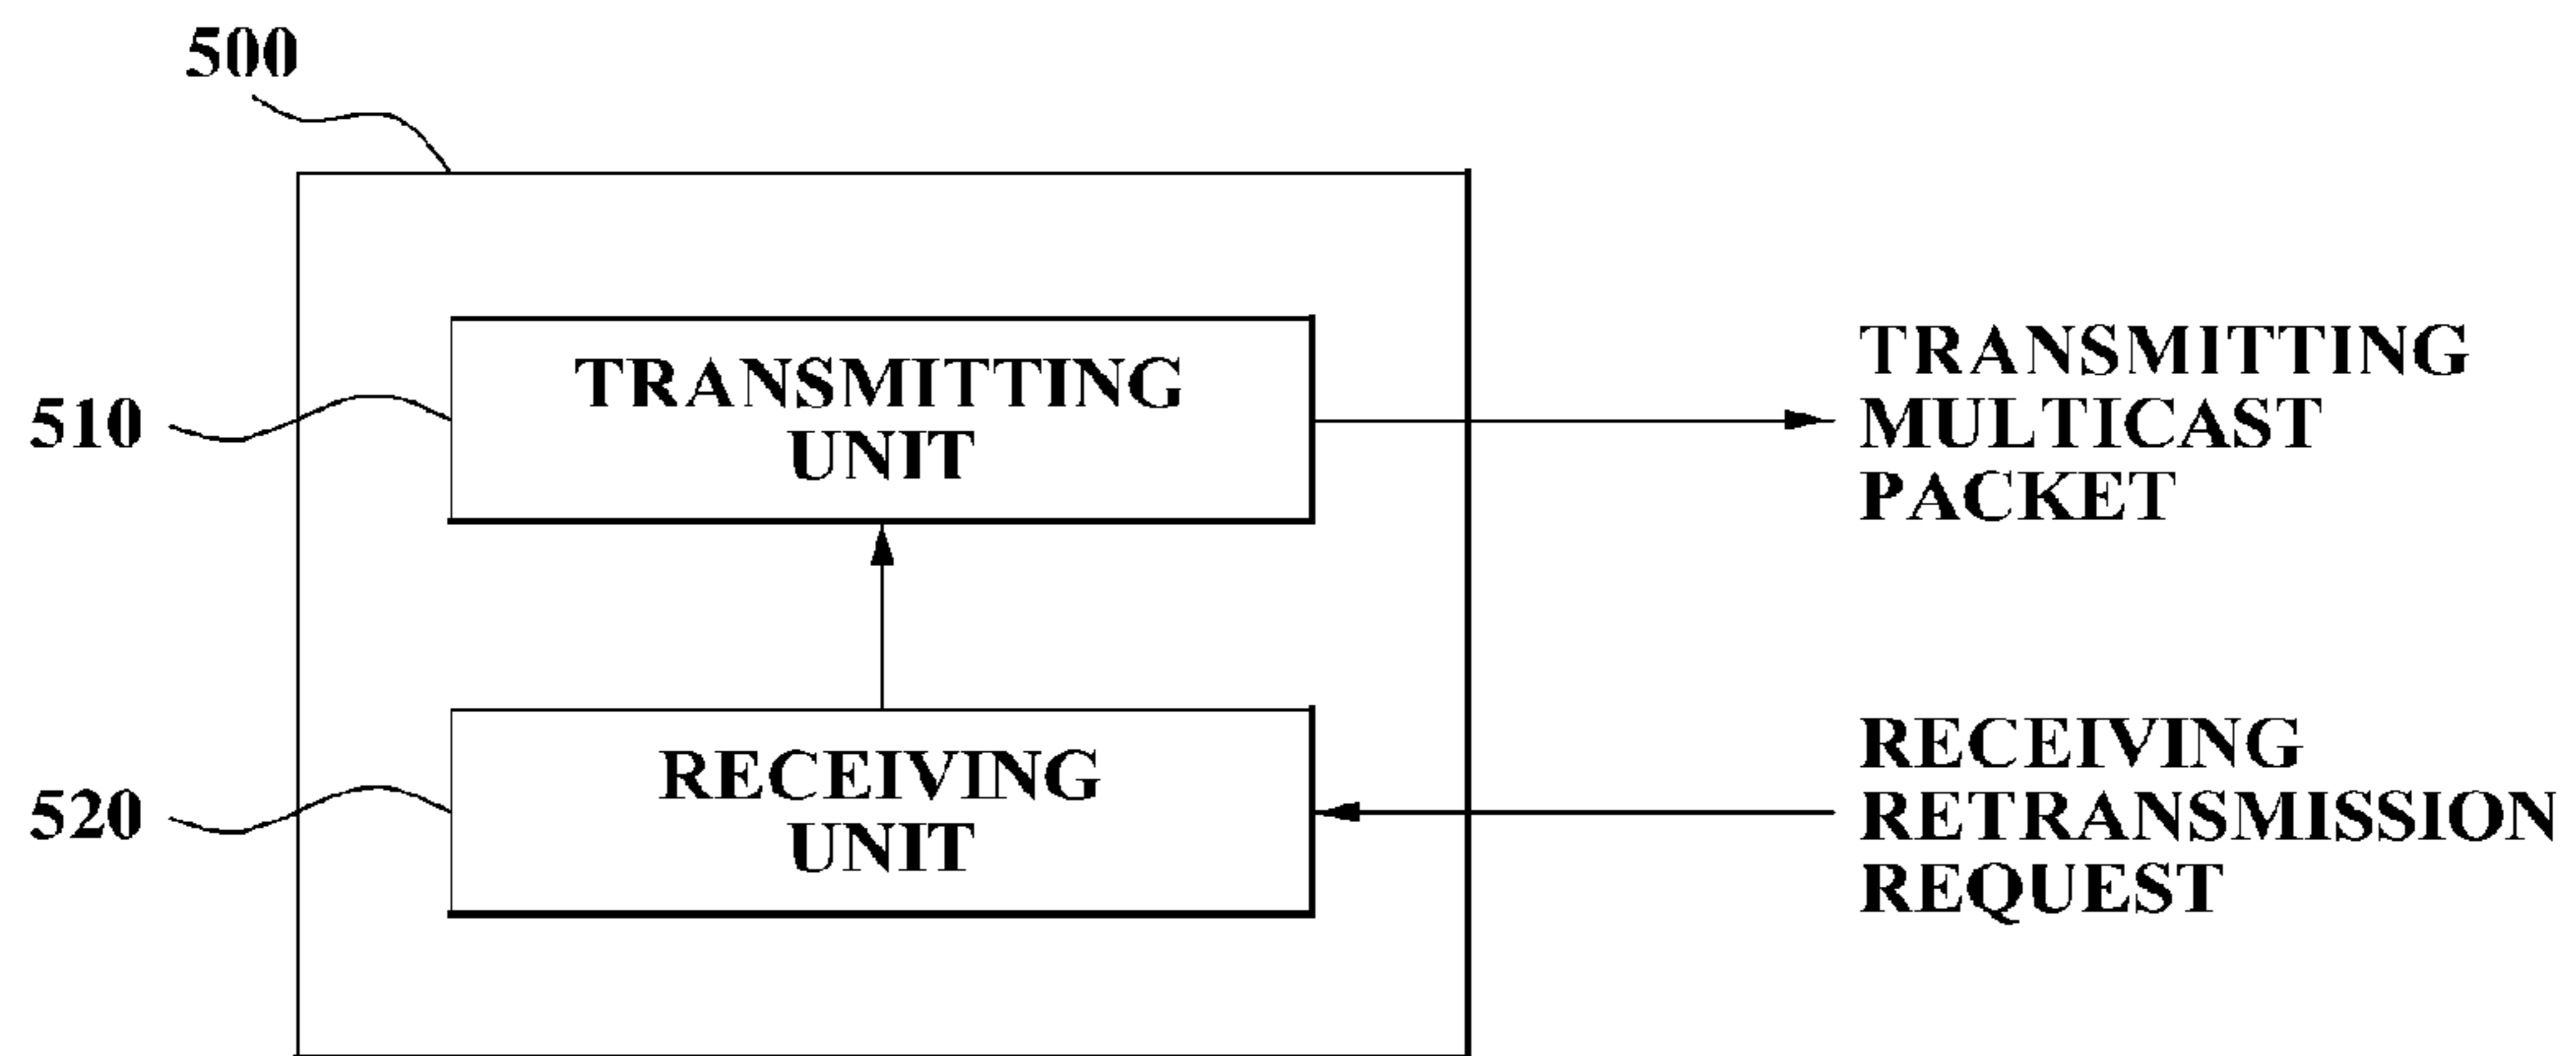 500
510
TRANSMITTING
UNIT
TRANSMITTING
MULTICAST
PACKET
520
RECEIVING
UNIT
RECEIVING
RETRANSMISSION
REQUEST